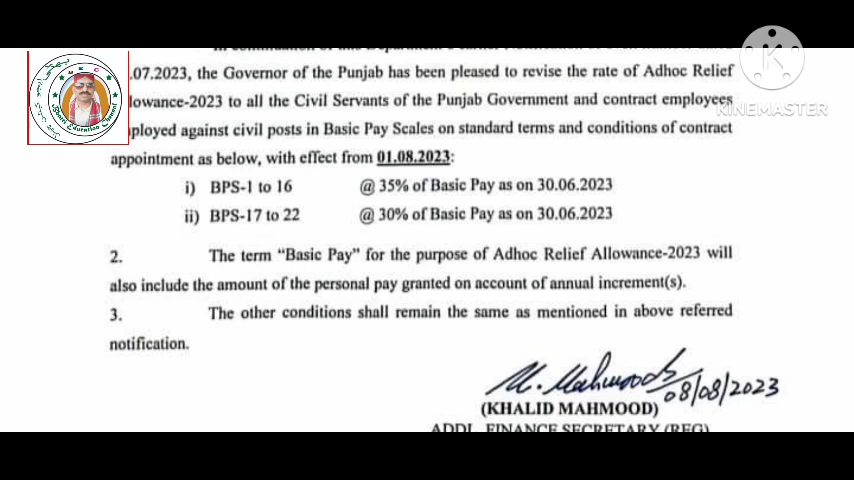 .07.2023, the Governor of the Punjab has been pleased to revise the rate of Adhoc Relief
lowance-2023 to all the Civil Servants of the Punjab Government and contract employees
ployed against civil posts in Basic Pay Scales on standard terms and conditions of contract
appointment as below, with effect from 01.08.2023:
i) BPS-1 to 16 @ 35% of Basic Pay as on 30.06.2023
ii) BPS-17 to 22 @ 30% of Basic Pay as on 30.06.2023
2. The term “Basic Pay” for the purpose of Adhoc Relief Allowance-2023 will
also include the amount of the personal pay granted on account of annual increment(s).
3. The other conditions shall remain the same as mentioned in above referred
notification.
M. Mahmood
08/08/2023
(KHALID MAHMOOD)
ADDL. FINANCE SECRETARY (REG)
KINEMASTER